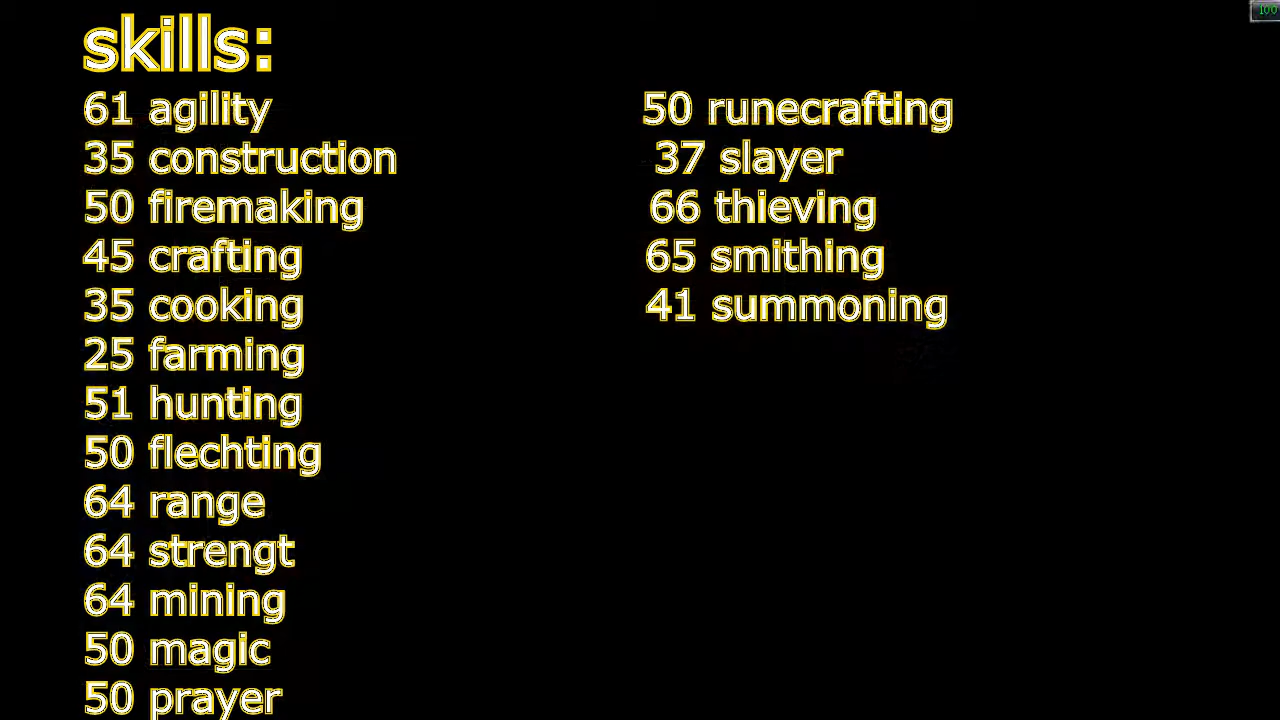 skills:
61 agility
35 construction
50 firemaking
45 crafting
35 cooking
25 farming
51 hunting
50 flechting
64 range
64 strengt
64 mining
50 magic
50 prayer
50 runecrafting
37 slayer
66 thieving
65 smithing
41 summoning
100